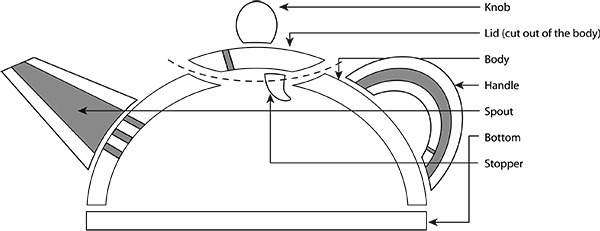 Knob
Lid (cut out of the body)
Body
Handle
Spout
Bottom
Stopper